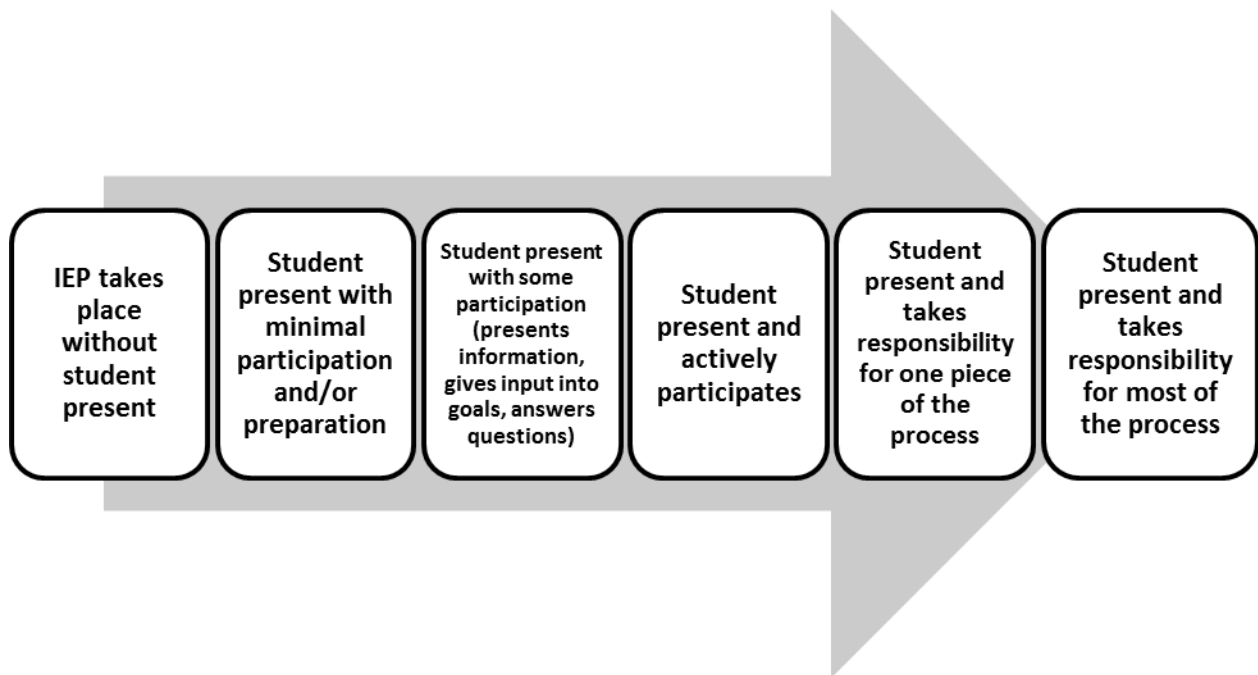 IEP takes
place
without
student
present
Student
present with
minimal
participation
and/or
preparation
Student present
with some
participation
(presents
information,
gives input into
goals, answers
questions)
Student
present and
actively
participates
Student
present and
takes
responsibility
for one piece
of the
process
Student
present and
takes
responsibility
for most of
the process